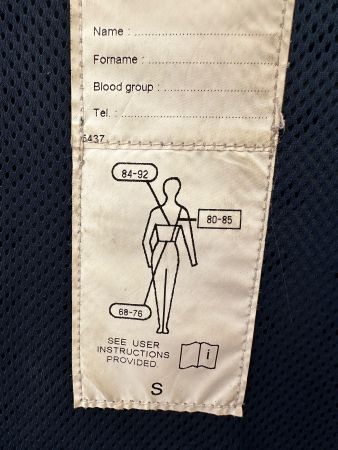 Name :
Forname :
Blood group :
Tel. :
6437
84-92
80-85
68-76
SEE USER
INSTRUCTIONS
PROVIDED.
i
S